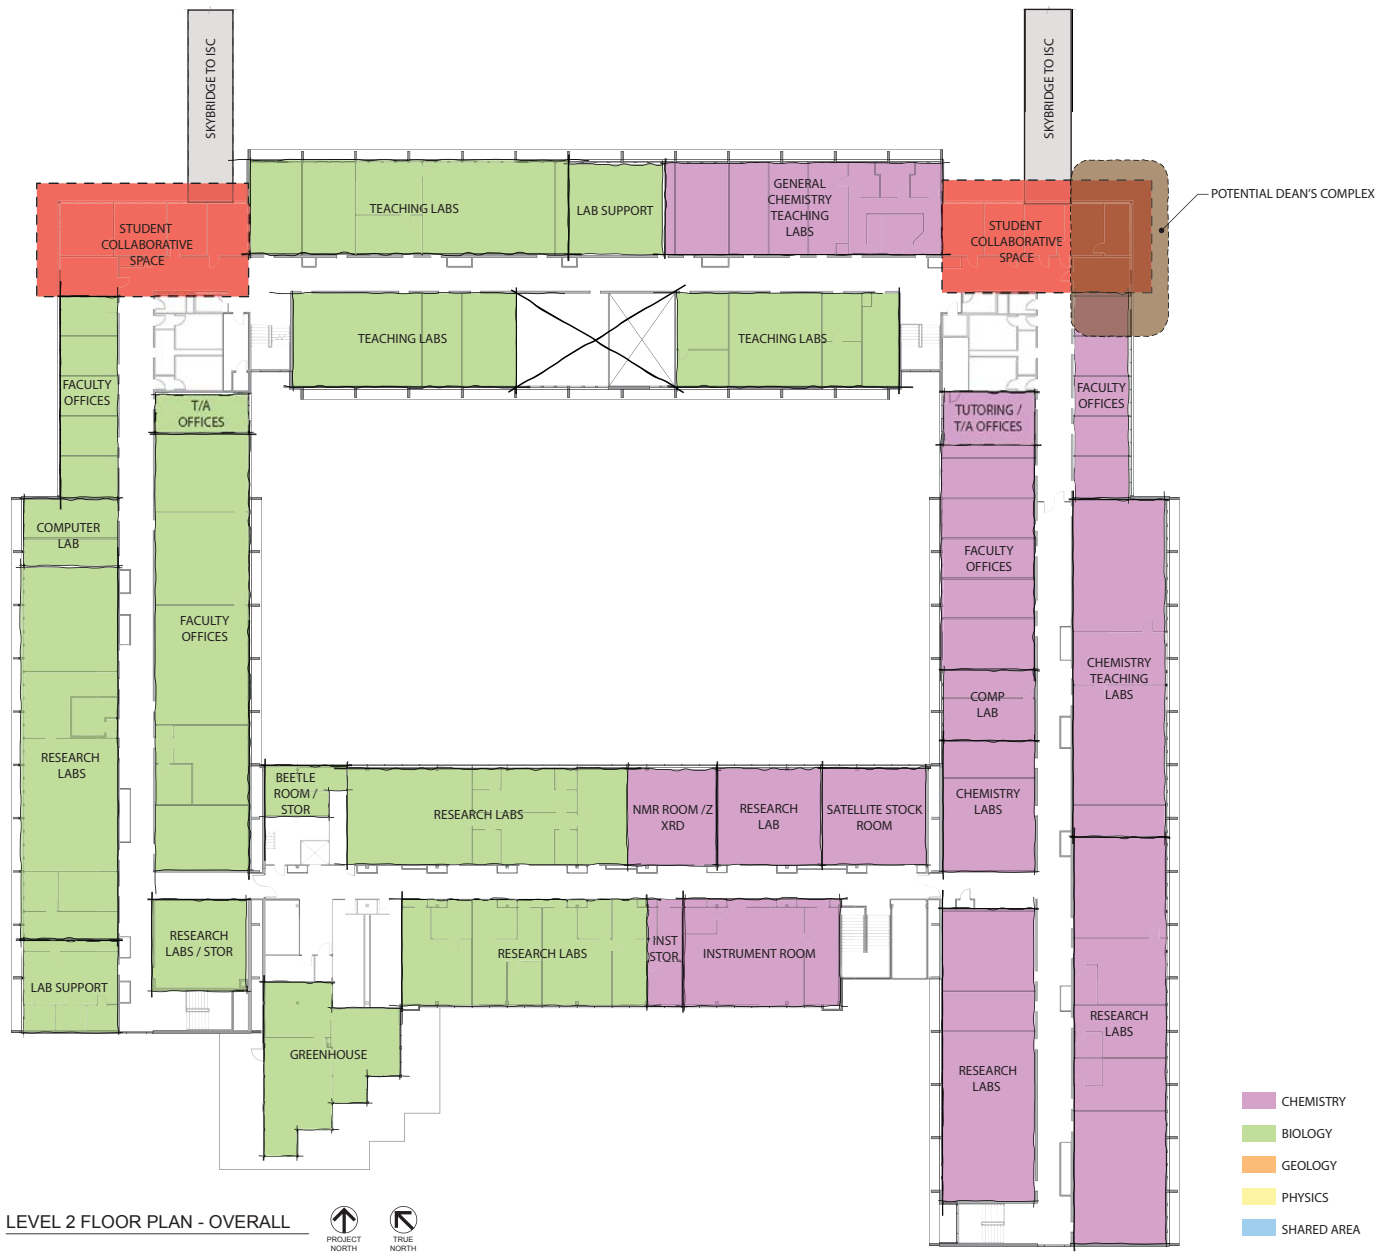 SKYBRIDGE TO ISC
SKYBRIDGE TO ISC
POTENTIAL DEAN'S COMPLEX
TEACHING LABS
LAB SUPPORT
GENERAL
CHEMISTRY
TEACHING
LABS
STUDENT
COLLABORATIVE
SPACE
STUDENT
COLLABORATIVE
SPACE
TEACHING LABS
TEACHING LABS
FACULTY
OFFICES
T/A
OFFICES
TUTORING /
T/A OFFICES
FACULTY
OFFICES
COMPUTER
LAB
FACULTY
OFFICES
FACULTY
OFFICES
CHEMISTRY
TEACHING
LABS
COMP
LAB
RESEARCH
LABS
BEETLE
ROOM /
STOR
RESEARCH LABS
NMR ROOM /Z
XRD
RESEARCH
LAB
SATELLITE STOCK
ROOM
CHEMISTRY
LABS
RESEARCH
LABS / STOR
RESEARCH LABS
INST
STOR.
INSTRUMENT ROOM
LAB SUPPORT
GREENHOUSE
RESEARCH
LABS
RESEARCH
LABS
CHEMISTRY
BIOLOGY
GEOLOGY
PHYSICS
SHARED AREA
LEVEL 2 FLOOR PLAN - OVERALL
PROJECT
NORTH
TRUE
NORTH